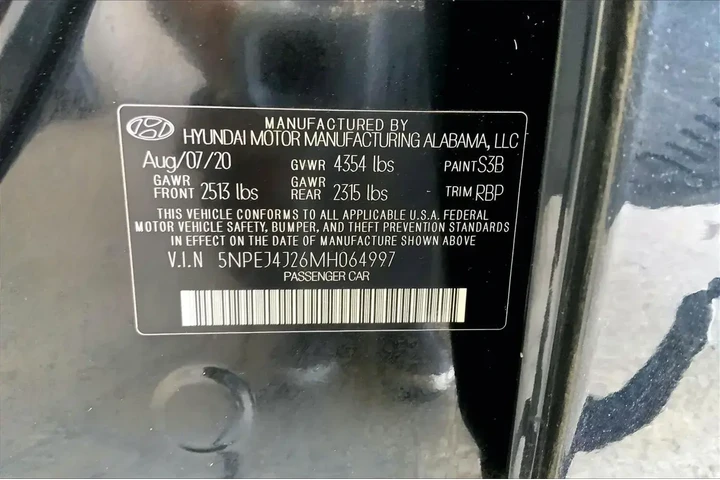 MANUFACTURED BY
HYUNDAI MOTOR MANUFACTURING ALABAMA, LLC
Aug/07/20 GVWR 4354 lbs PAINT S3B
GAWR FRONT 2513 lbs GAWR REAR 2315 lbs TRIM RBP
THIS VEHICLE CONFORMS TO ALL APPLICABLE U.S.A. FEDERAL
MOTOR VEHICLE SAFETY, BUMPER, AND THEFT PREVENTION STANDARDS
IN EFFECT ON THE DATE OF MANUFACTURE SHOWN ABOVE
V.I.N 5NPEJ4J26MH064997
PASSENGER CAR